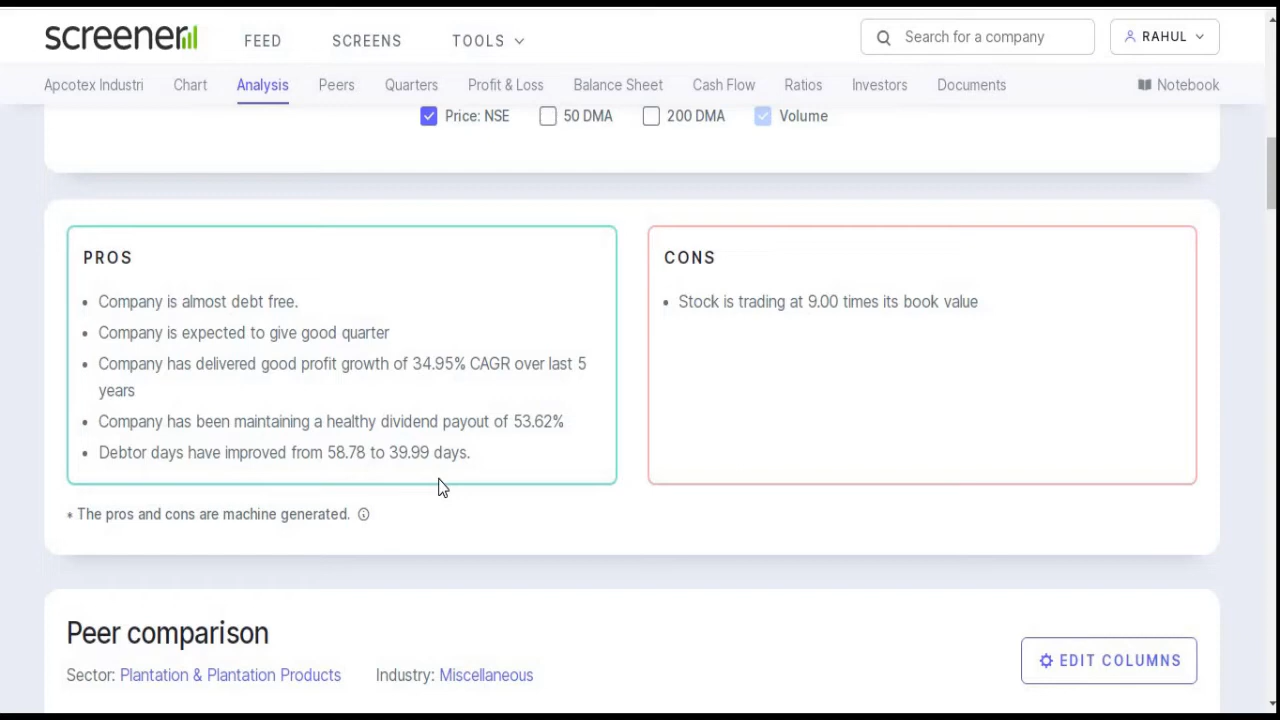 screener FEED SCREENS TOOLS Search for a company RAHUL
Apcotex Industri Chart Analysis Peers Quarters Profit & Loss Balance Sheet Cash Flow Ratios Investors Documents Notebook
Price: NSE 50 DMA 200 DMA Volume
PROS
• Company is almost debt free.
• Company is expected to give good quarter
• Company has delivered good profit growth of 34.95% CAGR over last 5
years
• Company has been maintaining a healthy dividend payout of 53.62%
• Debtor days have improved from 58.78 to 39.99 days.
CONS
• Stock is trading at 9.00 times its book value
* The pros and cons are machine generated.
Peer comparison
Sector: Plantation & Plantation Products Industry: Miscellaneous
EDIT COLUMNS